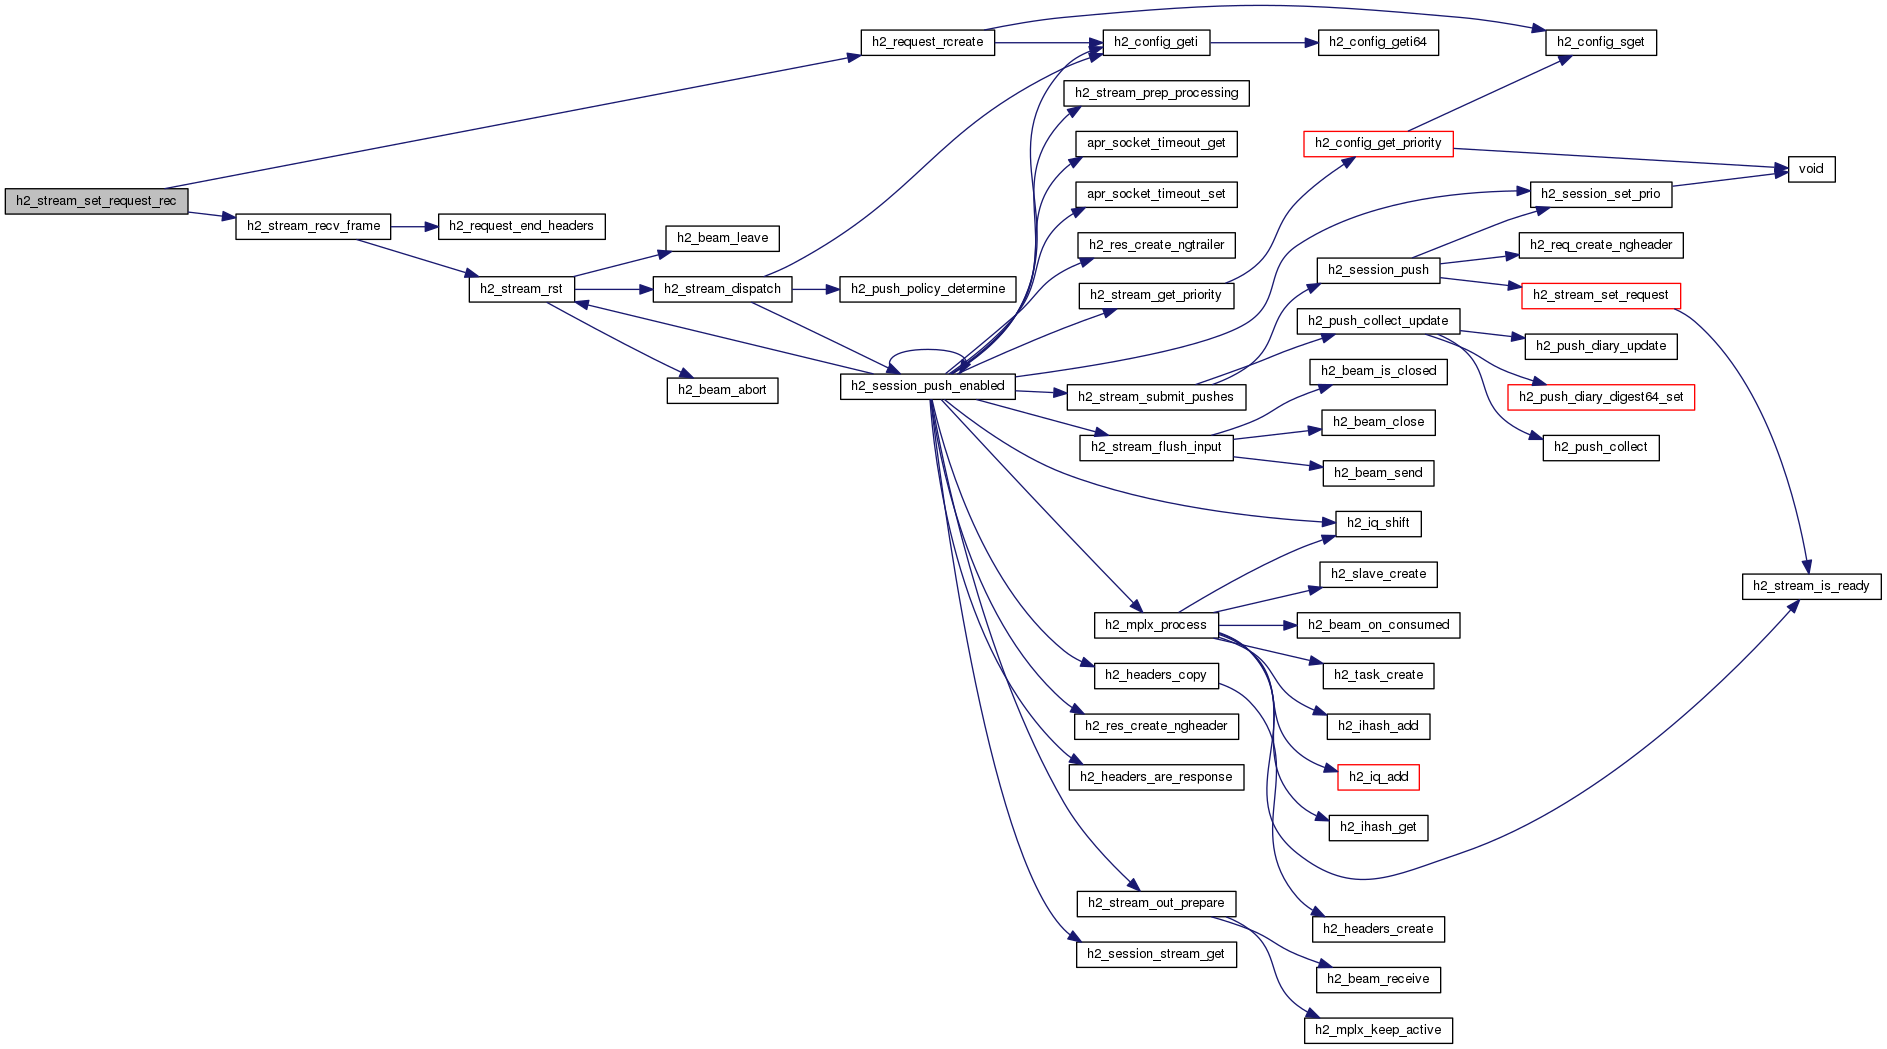 h2_stream_set_request_rec
h2_request_rcreate
h2_stream_recv_frame
h2_request_end_headers
h2_stream_rst
h2_beam_leave
h2_stream_dispatch
h2_beam_abort
h2_push_policy_determine
h2_session_push_enabled
h2_config_geti
h2_stream_prep_processing
apr_socket_timeout_get
apr_socket_timeout_set
h2_res_create_ngtrailer
h2_stream_get_priority
h2_stream_submit_pushes
h2_stream_flush_input
h2_mplx_process
h2_headers_copy
h2_res_create_ngheader
h2_headers_are_response
h2_stream_out_prepare
h2_session_stream_get
h2_config_geti64
h2_config_get_priority
h2_session_push
h2_push_collect_update
h2_beam_is_closed
h2_beam_close
h2_beam_send
h2_iq_shift
h2_slave_create
h2_beam_on_consumed
h2_task_create
h2_ihash_add
h2_iq_add
h2_ihash_get
h2_headers_create
h2_beam_receive
h2_mplx_keep_active
h2_config_sget
h2_session_set_prio
h2_req_create_ngheader
h2_stream_set_request
h2_push_diary_update
h2_push_diary_digest64_set
h2_push_collect
void
h2_stream_is_ready